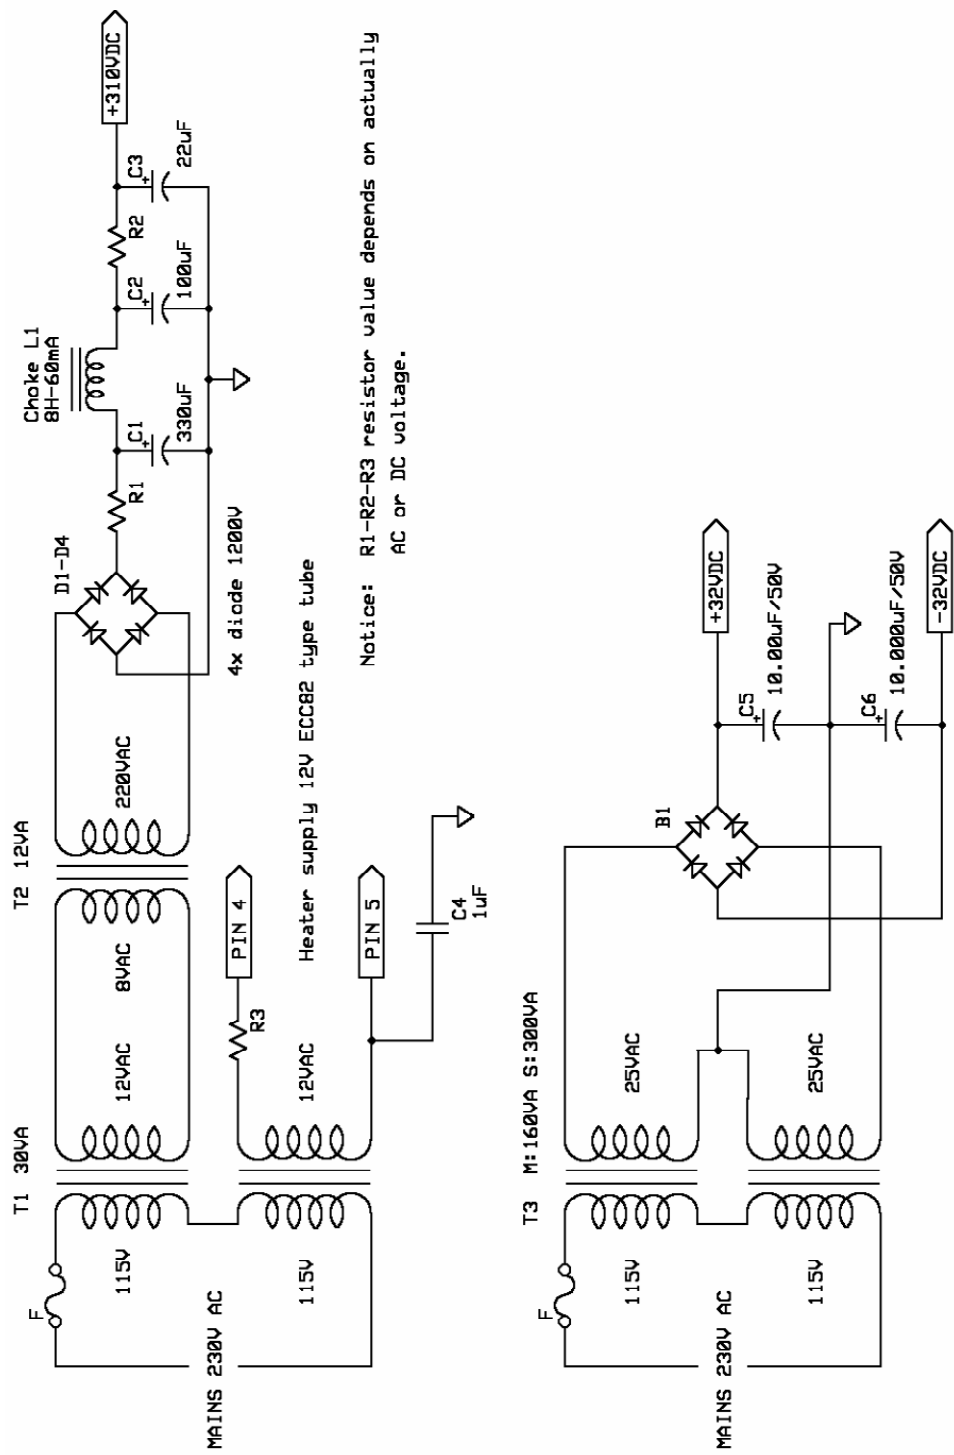 T1 30VA
T2 12VA
Choke L1
8H-60mA
F
115V
12VAC
8VAC
220VAC
D1-D4
R1
C1
330uF
C2
100uF
R2
C3
22uF
+310VDC
4x diode 1200V
MAINS 230V AC
115V
12VAC
R3
PIN 4
PIN 5
Heater supply 12V ECC82 type tube
C4
1uF
Notice: R1-R2-R3 resistor value depends on actually
AC or DC voltage.
T3 M:160VA S:300VA
F
115V
25VAC
B1
MAINS 230V AC
115V
25VAC
C5
10.00uF/50V
+32VDC
C6
10.000uF/50V
-32VDC